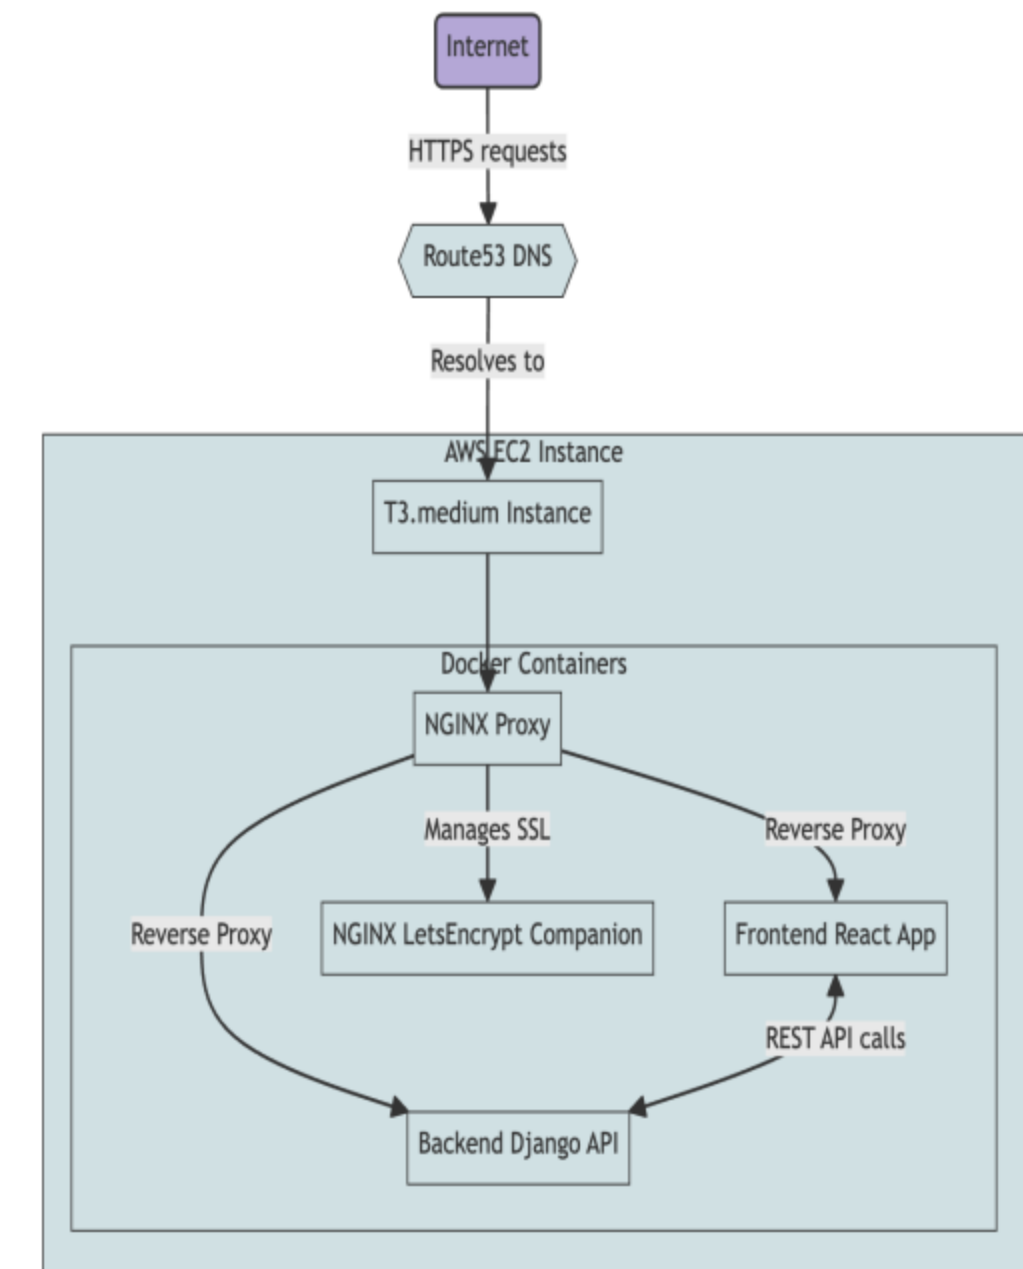 Internet
HTTPS requests
Route53 DNS
Resolves to
AWS EC2 Instance
T3.medium Instance
Docker Containers
NGINX Proxy
Manages SSL
Reverse Proxy
Reverse Proxy
NGINX LetsEncrypt Companion
Frontend React App
REST API calls
Backend Django API